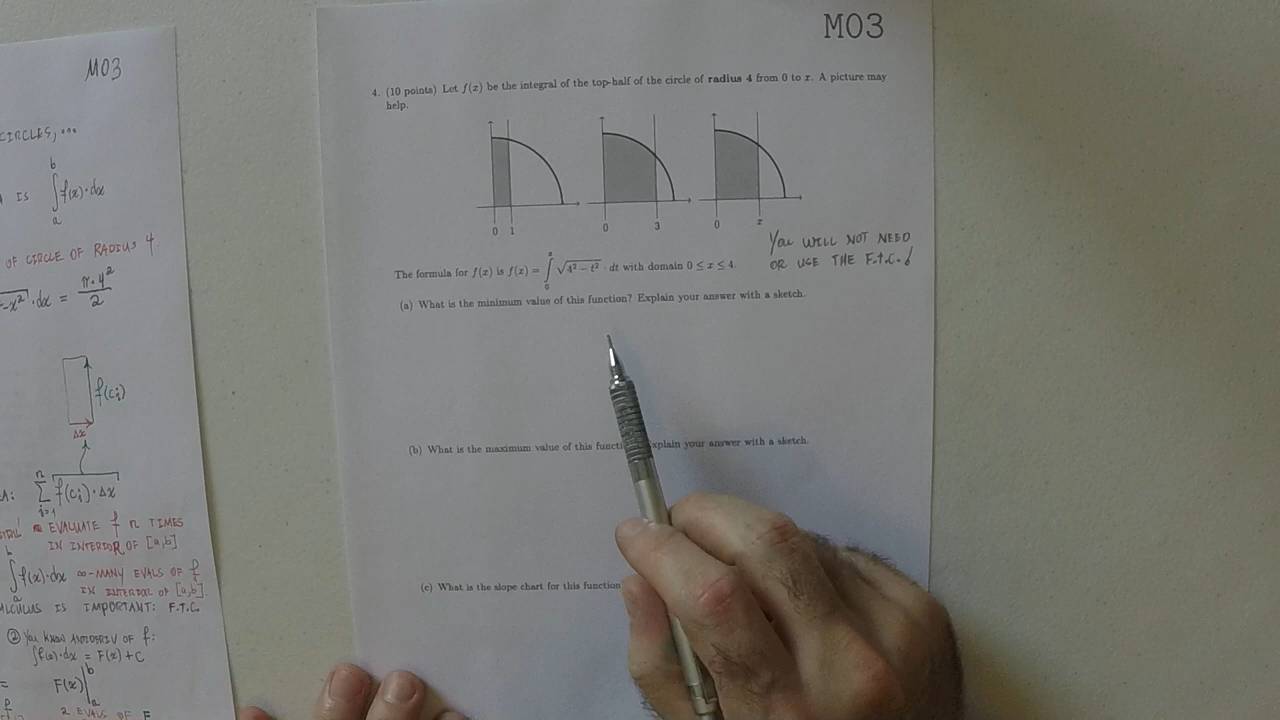 M03
CIRCLES, ...
IS ∫ₐᵇ f(x)·dx
OF CIRCLE OF RADIUS 4
-x² · dx = π·4²/2
f(cᵢ)
Δx
A: ∑ᵢ₌₁ⁿ f(cᵢ)·Δx
EVALUATE f n TIMES
IN INTERIOR OF [a,b]
∫ₐᵇ f(x)·dx ∞-MANY EVALS OF f
IN INTERIOR OF [a,b]
CALCULUS IS IMPORTANT: F.T.C.
② YOU KNOW ANTIDERIV OF f:
∫f(x)·dx = F(x)+C
= F(x)|ₐᵇ
2 EVALS OF F
M03
4. (10 points) Let f(x) be the integral of the top-half of the circle of radius 4 from 0 to x. A picture may
help.
0 1
0 3
0 x
YOU WILL NOT NEED
OR USE THE F.T.C.!
The formula for f(x) is f(x) = ∫₀ˣ √(4² − t²) · dt with domain 0 ≤ x ≤ 4.
(a) What is the minimum value of this function? Explain your answer with a sketch.
(b) What is the maximum value of this functi xplain your answer with a sketch.
(c) What is the slope chart for this function